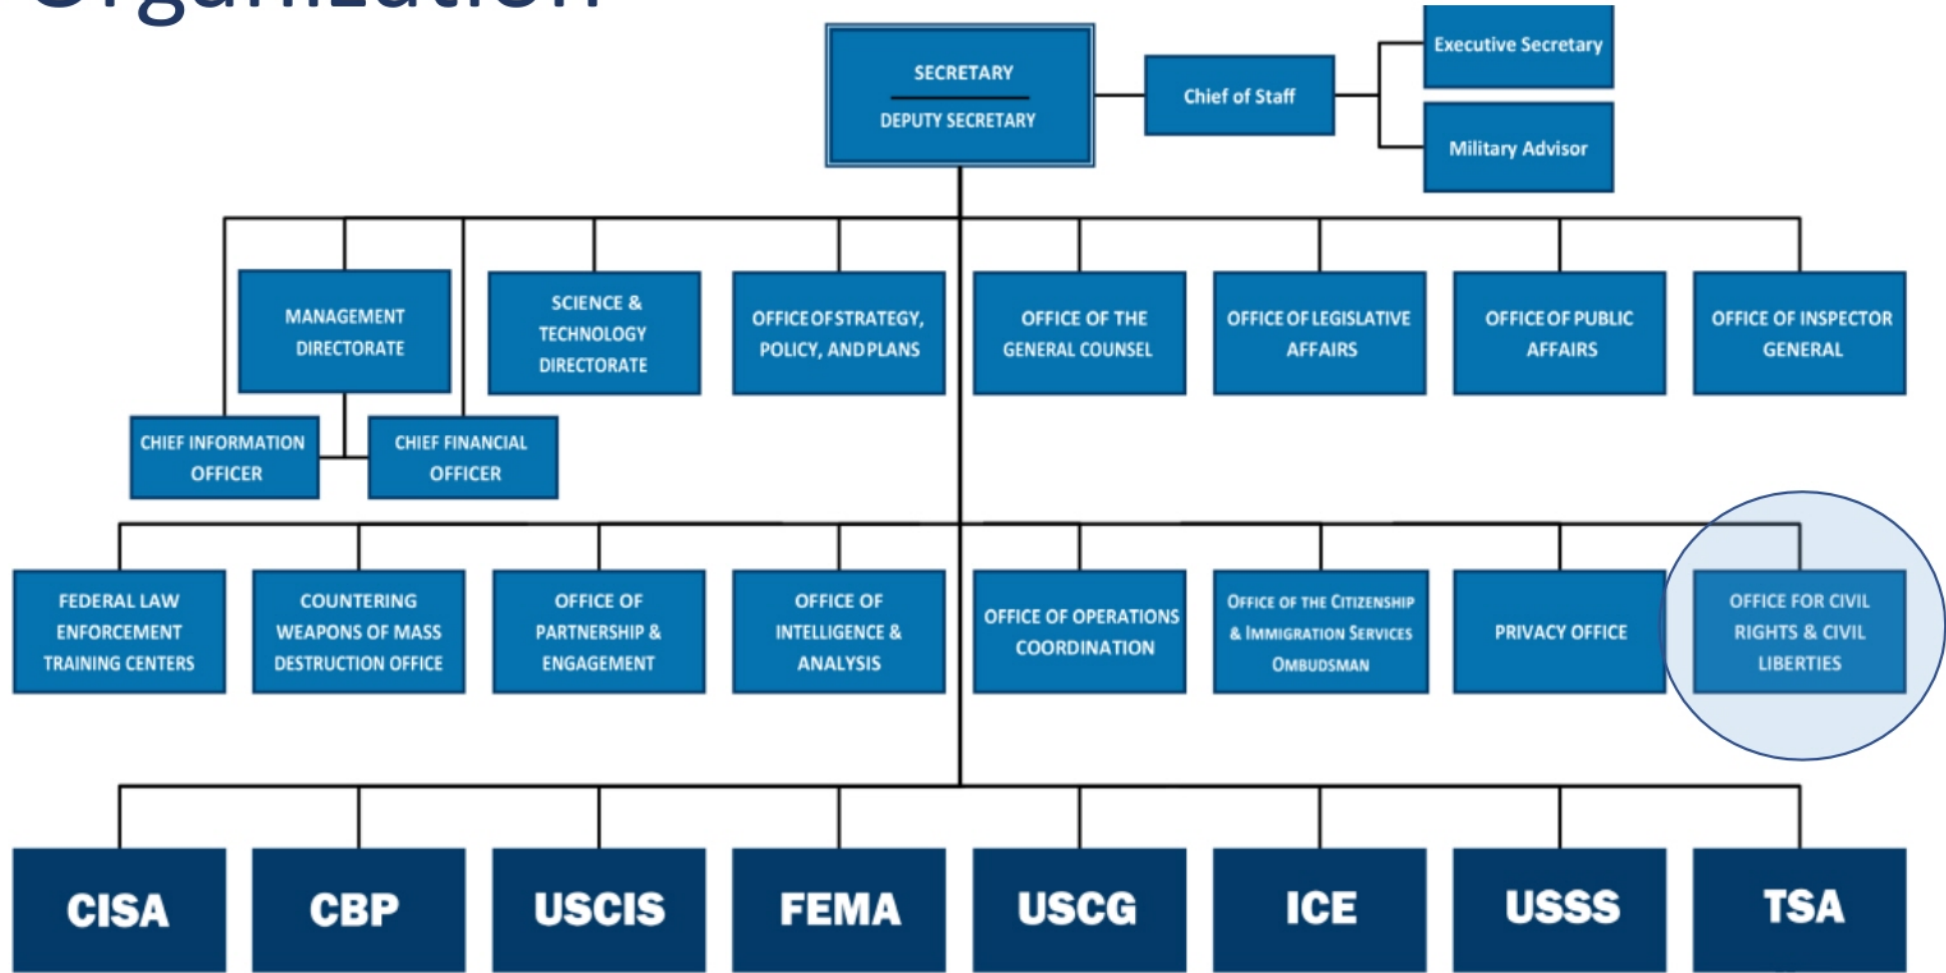 Organization
SECRETARY
DEPUTY SECRETARY
Chief of Staff
Executive Secretary
Military Advisor
MANAGEMENT
DIRECTORATE
SCIENCE &
TECHNOLOGY
DIRECTORATE
OFFICE OF STRATEGY,
POLICY, AND PLANS
OFFICE OF THE
GENERAL COUNSEL
OFFICE OF LEGISLATIVE
AFFAIRS
OFFICE OF PUBLIC
AFFAIRS
OFFICE OF INSPECTOR
GENERAL
CHIEF INFORMATION
OFFICER
CHIEF FINANCIAL
OFFICER
FEDERAL LAW
ENFORCEMENT
TRAINING CENTERS
COUNTERING
WEAPONS OF MASS
DESTRUCTION OFFICE
OFFICE OF
PARTNERSHIP &
ENGAGEMENT
OFFICE OF
INTELLIGENCE &
ANALYSIS
OFFICE OF OPERATIONS
COORDINATION
OFFICE OF THE CITIZENSHIP
& IMMIGRATION SERVICES
OMBUDSMAN
PRIVACY OFFICE
OFFICE FOR CIVIL
RIGHTS & CIVIL
LIBERTIES
CISA
CBP
USCIS
FEMA
USCG
ICE
USSS
TSA